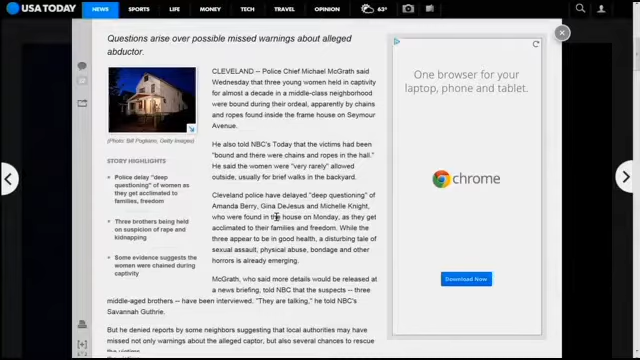 USA TODAY NEWS SPORTS LIFE MONEY TECH TRAVEL OPINION 63°
Questions arise over possible missed warnings about alleged
abductor.
(Photo: Bill Pugliano, Getty Images)
STORY HIGHLIGHTS
Police delay "deep
questioning" of women as
they get acclimated to
families, freedom
Three brothers being held
on suspicion of rape and
kidnapping
Some evidence suggests the
women were chained during
captivity
CLEVELAND -- Police Chief Michael McGrath said
Wednesday that three young women held in captivity
for almost a decade in a middle-class neighborhood
were bound during their ordeal, apparently by chains
and ropes found inside the frame house on Seymour
Avenue.
He also told NBC's Today that the victims had been
"bound and there were chains and ropes in the hall."
He said the women were "very rarely" allowed
outside, usually for brief walks in the backyard.
Cleveland police have delayed "deep questioning" of
Amanda Berry, Gina DeJesus and Michelle Knight,
who were found in the house on Monday, as they get
acclimated to their families and freedom. While the
three appear to be in good health, a disturbing tale of
sexual assault, physical abuse, bondage and other
horrors is already emerging.
McGrath, who said more details would be released at
a news briefing, told NBC that the suspects -- three
middle-aged brothers -- have been interviewed. "They are talking," he told NBC's
Savannah Guthrie.
But he denied reports by some neighbors suggesting that local authorities may have
missed not only warnings about the alleged captor, but also several chances to rescue
the victims.
One browser for your
laptop, phone and tablet.
chrome
Download Now